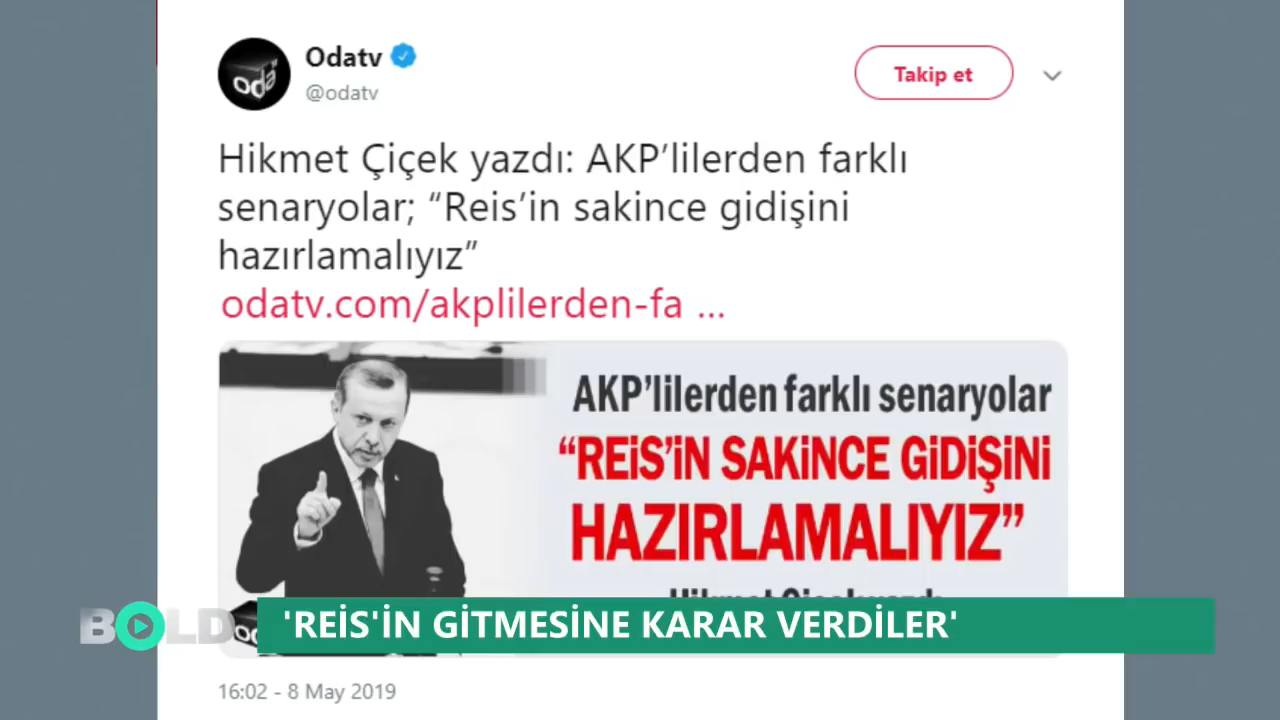 Odatv
@odatv
Takip et
Hikmet Çiçek yazdı: AKP’lilerden farklı
senaryolar; “Reis’in sakince gidişini
hazırlamalıyız”
odatv.com/akplilerden-fa ...
AKP’lilerden farklı senaryolar
“REiS’iN SAKiNCE GiDiŞiNi
HAZIRLAMALIYIZ”
BOLD
'REİS'İN GİTMESİNE KARAR VERDİLER'
16:02 - 8 May 2019